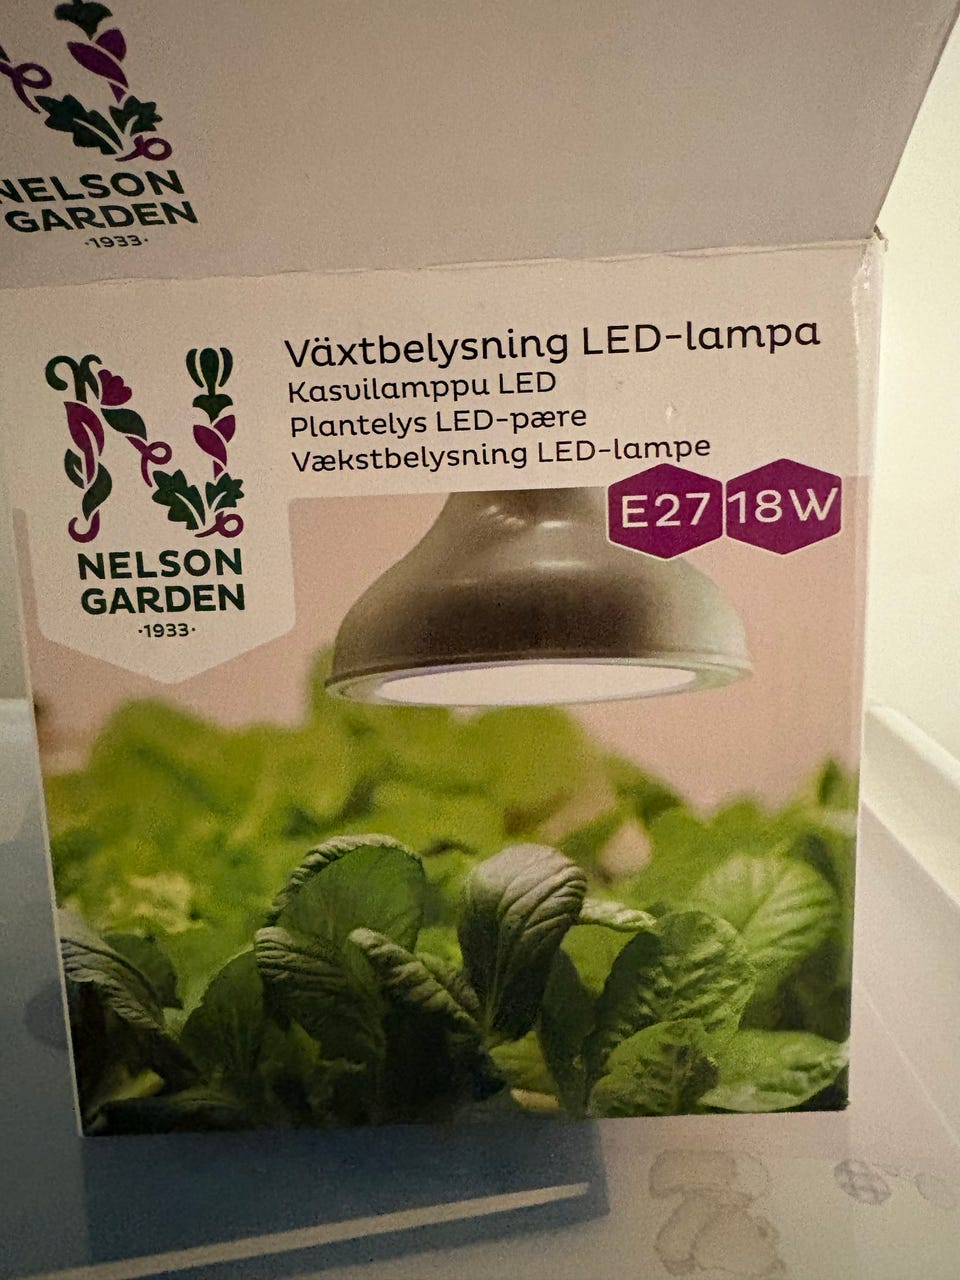 NELSON
GARDEN
·1933·
Växtbelysning LED-lampa
Kasvilamppu LED
Plantelys LED-pære
Vækstbelysning LED-lampe
E27 18W
NELSON
GARDEN
·1933·